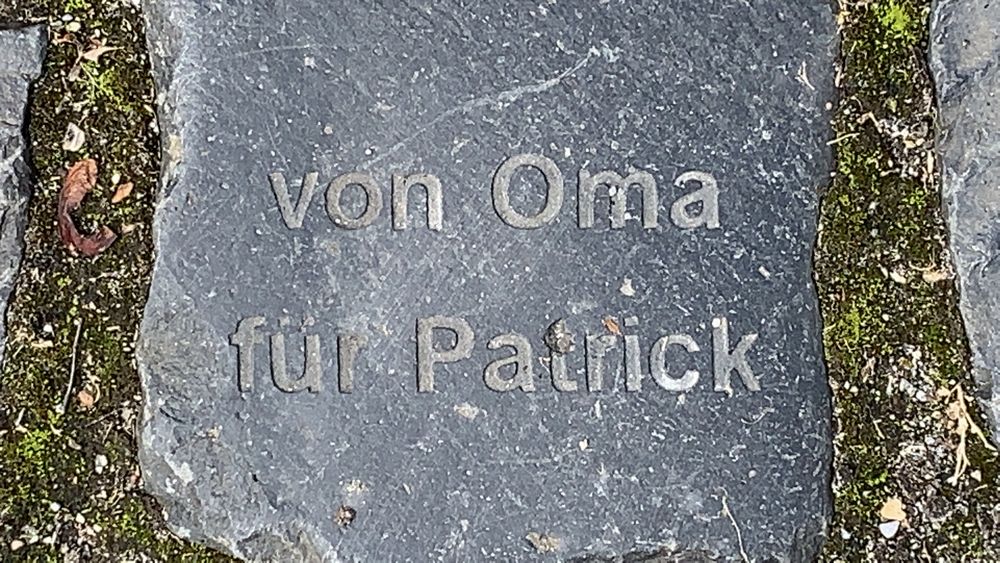 von Oma
für Patrick